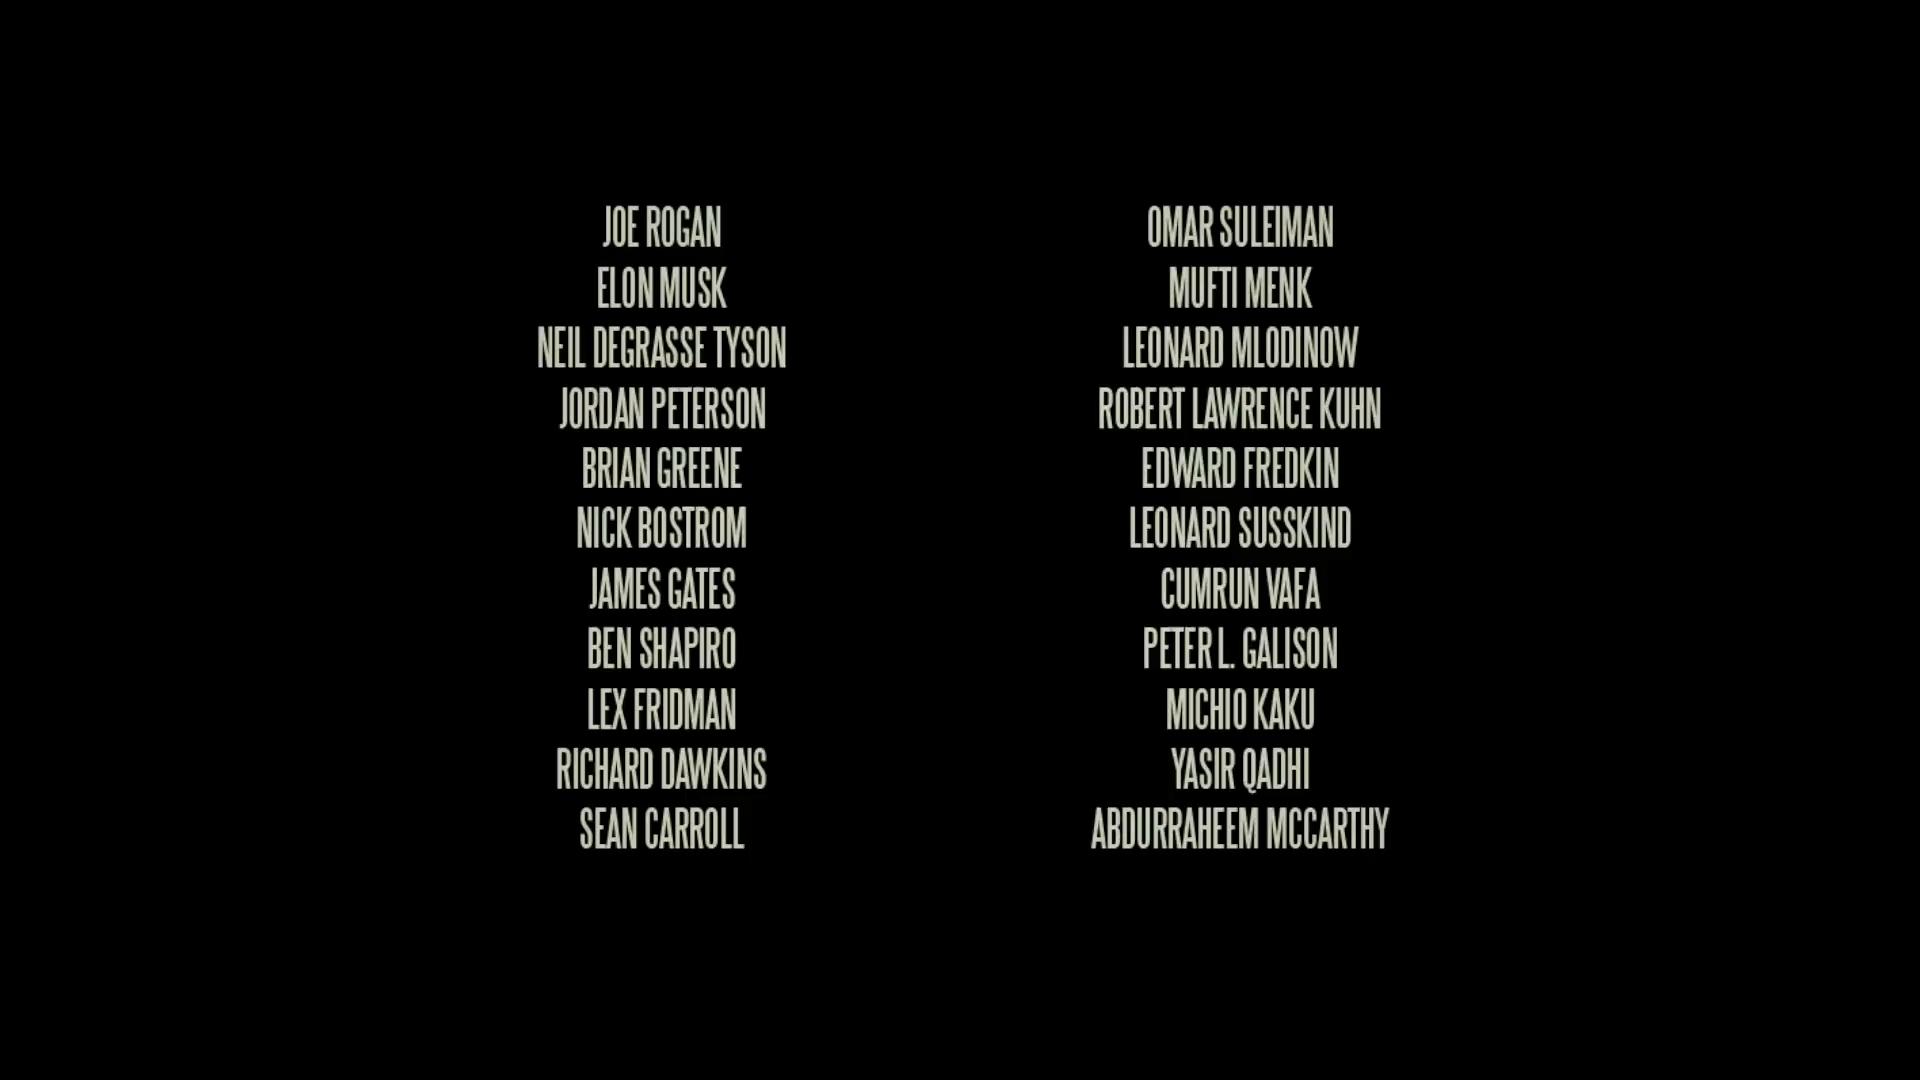 JOE ROGAN
ELON MUSK
NEIL DEGRASSE TYSON
JORDAN PETERSON
BRIAN GREENE
NICK BOSTROM
JAMES GATES
BEN SHAPIRO
LEX FRIDMAN
RICHARD DAWKINS
SEAN CARROLL
OMAR SULEIMAN
MUFTI MENK
LEONARD MLODINOW
ROBERT LAWRENCE KUHN
EDWARD FREDKIN
LEONARD SUSSKIND
CUMRUN VAFA
PETER L. GALISON
MICHIO KAKU
YASIR QADHI
ABDURRAHEEM MCCARTHY